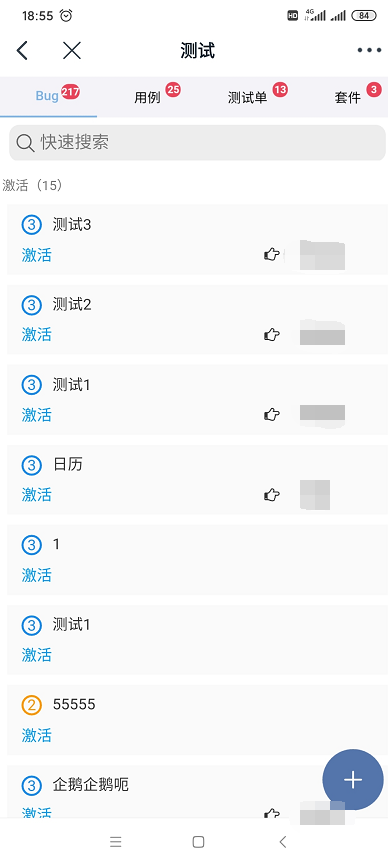 18:55 HD 4G 84
测试
Bug 217 用例 25 测试单 13 套件 3
快速搜索
激活（15）
3 测试3
激活
3 测试2
激活
3 测试1
激活
3 日历
激活
3 1
激活
3 测试1
激活
2 55555
激活
3 企鹅企鹅呃
激活